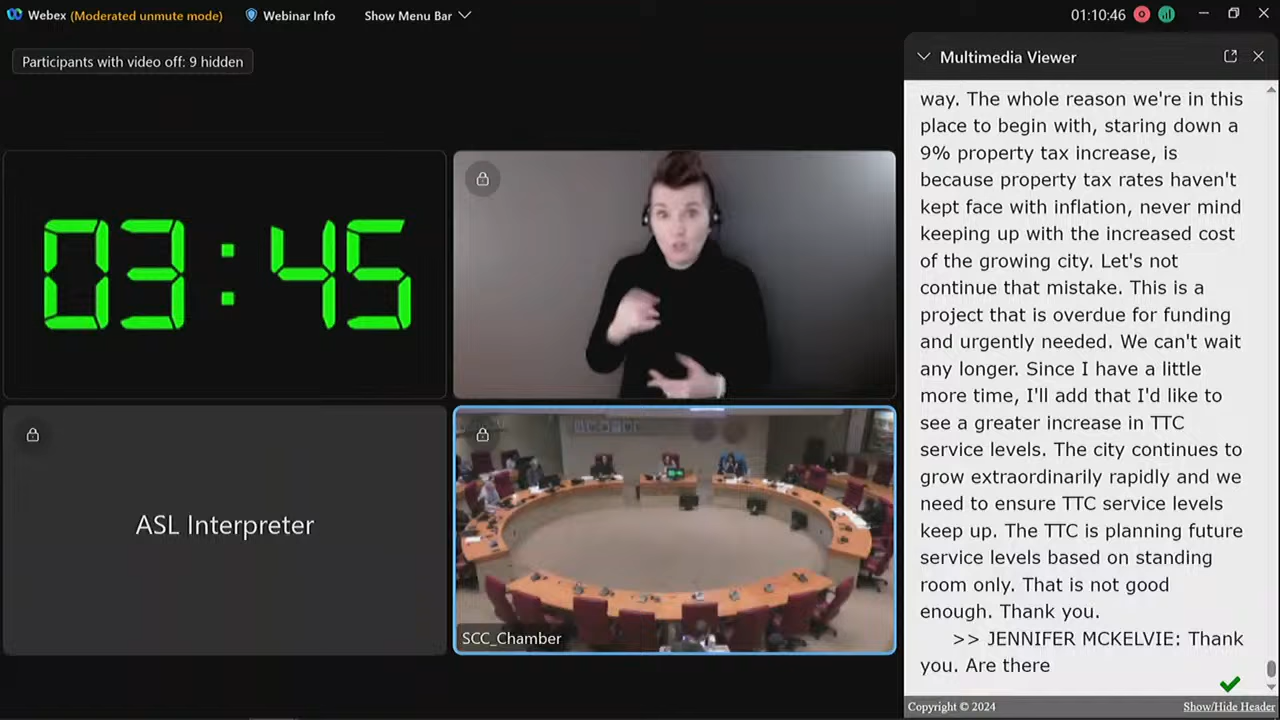 Webex (Moderated unmute mode)
Webinar Info
Show Menu Bar
01:10:46
Participants with video off: 9 hidden
03:45
ASL Interpreter
SCC_Chamber
Multimedia Viewer
way. The whole reason we're in this
place to begin with, staring down a
9% property tax increase, is
because property tax rates haven't
kept face with inflation, never mind
keeping up with the increased cost
of the growing city. Let's not
continue that mistake. This is a
project that is overdue for funding
and urgently needed. We can't wait
any longer. Since I have a little
more time, I'll add that I'd like to
see a greater increase in TTC
service levels. The city continues to
grow extraordinarily rapidly and we
need to ensure TTC service levels
keep up. The TTC is planning future
service levels based on standing
room only. That is not good
enough. Thank you.
>> JENNIFER MCKELVIE: Thank
you. Are there
Copyright © 2024
Show/Hide Header